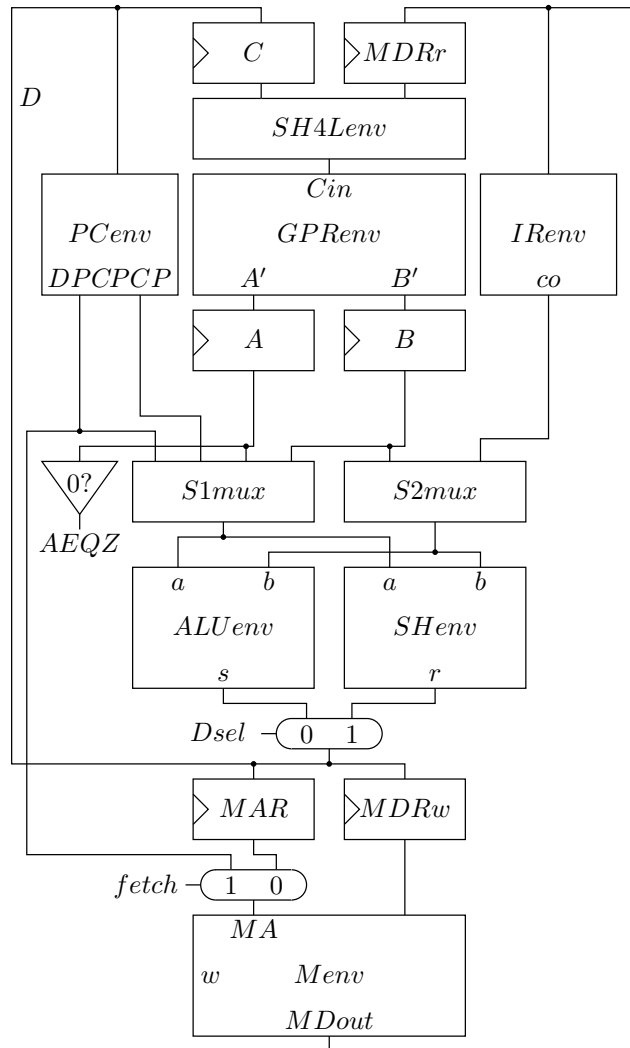 C MDRr
D
SH4Lenv
Cin
PCenv GPRenv IRenv
DPCPCP A' B' co
A B
0? S1mux S2mux
AEQZ
a b a b
ALUenv SHenv
s r
Dsel 0 1
MAR MDRw
fetch 1 0
MA
w Menv
MDout